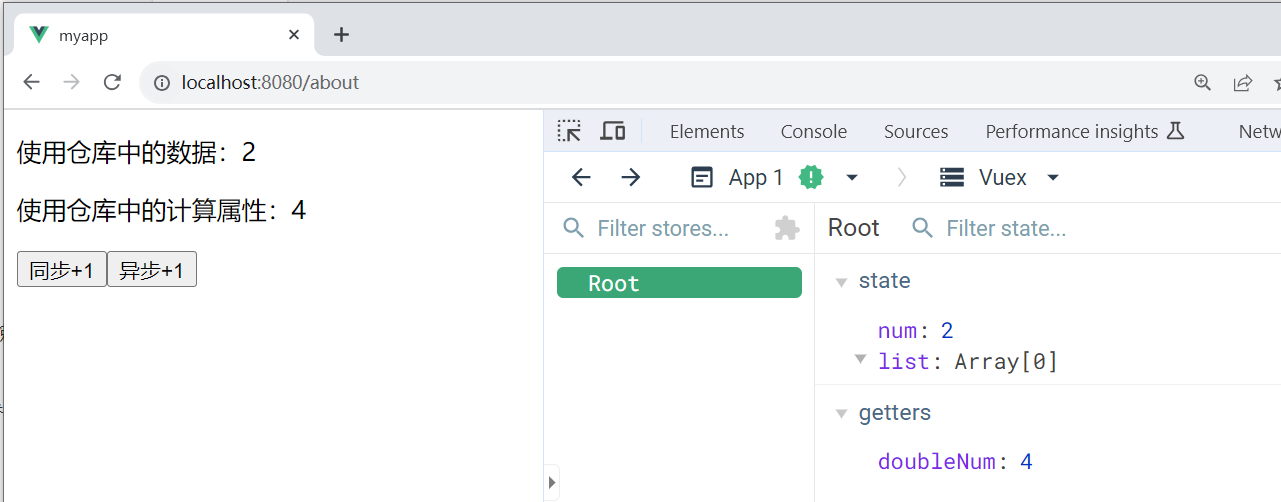 myapp
localhost:8080/about
Elements Console Sources Performance insights Netw
使用仓库中的数据：2
使用仓库中的计算属性：4
同步+1 异步+1
App 1 Vuex
Filter stores... Root Filter state...
Root
state
num: 2
list: Array[0]
getters
doubleNum: 4